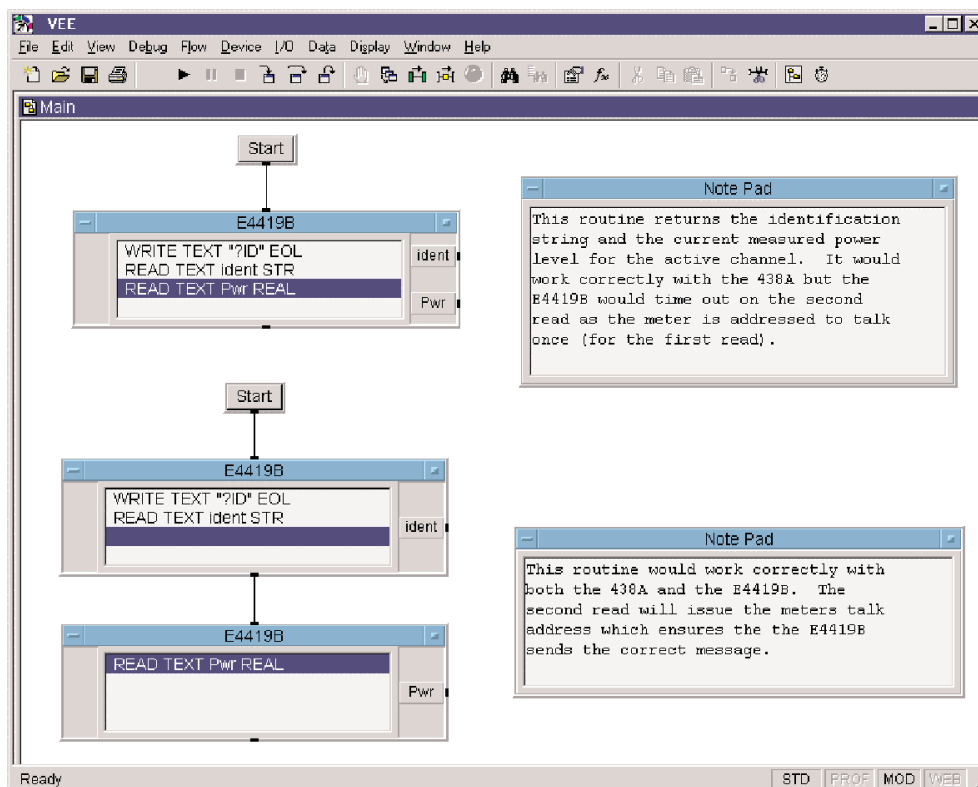 VEE
File Edit View Debug Flow Device I/O Data Display Window Help
Main
Start
E4419B
WRITE TEXT "?ID" EOL
READ TEXT ident STR
READ TEXT Pwr REAL
ident
Pwr
Note Pad
This routine returns the identification
string and the current measured power
level for the active channel. It would
work correctly with the 438A but the
E4419B would time out on the second
read as the meter is addressed to talk
once (for the first read).
Start
E4419B
WRITE TEXT "?ID" EOL
READ TEXT ident STR
ident
E4419B
READ TEXT Pwr REAL
Pwr
Note Pad
This routine would work correctly with
both the 438A and the E4419B. The
second read will issue the meters talk
address which ensures the the E4419B
sends the correct message.
Ready
STD PROF MOD WEB